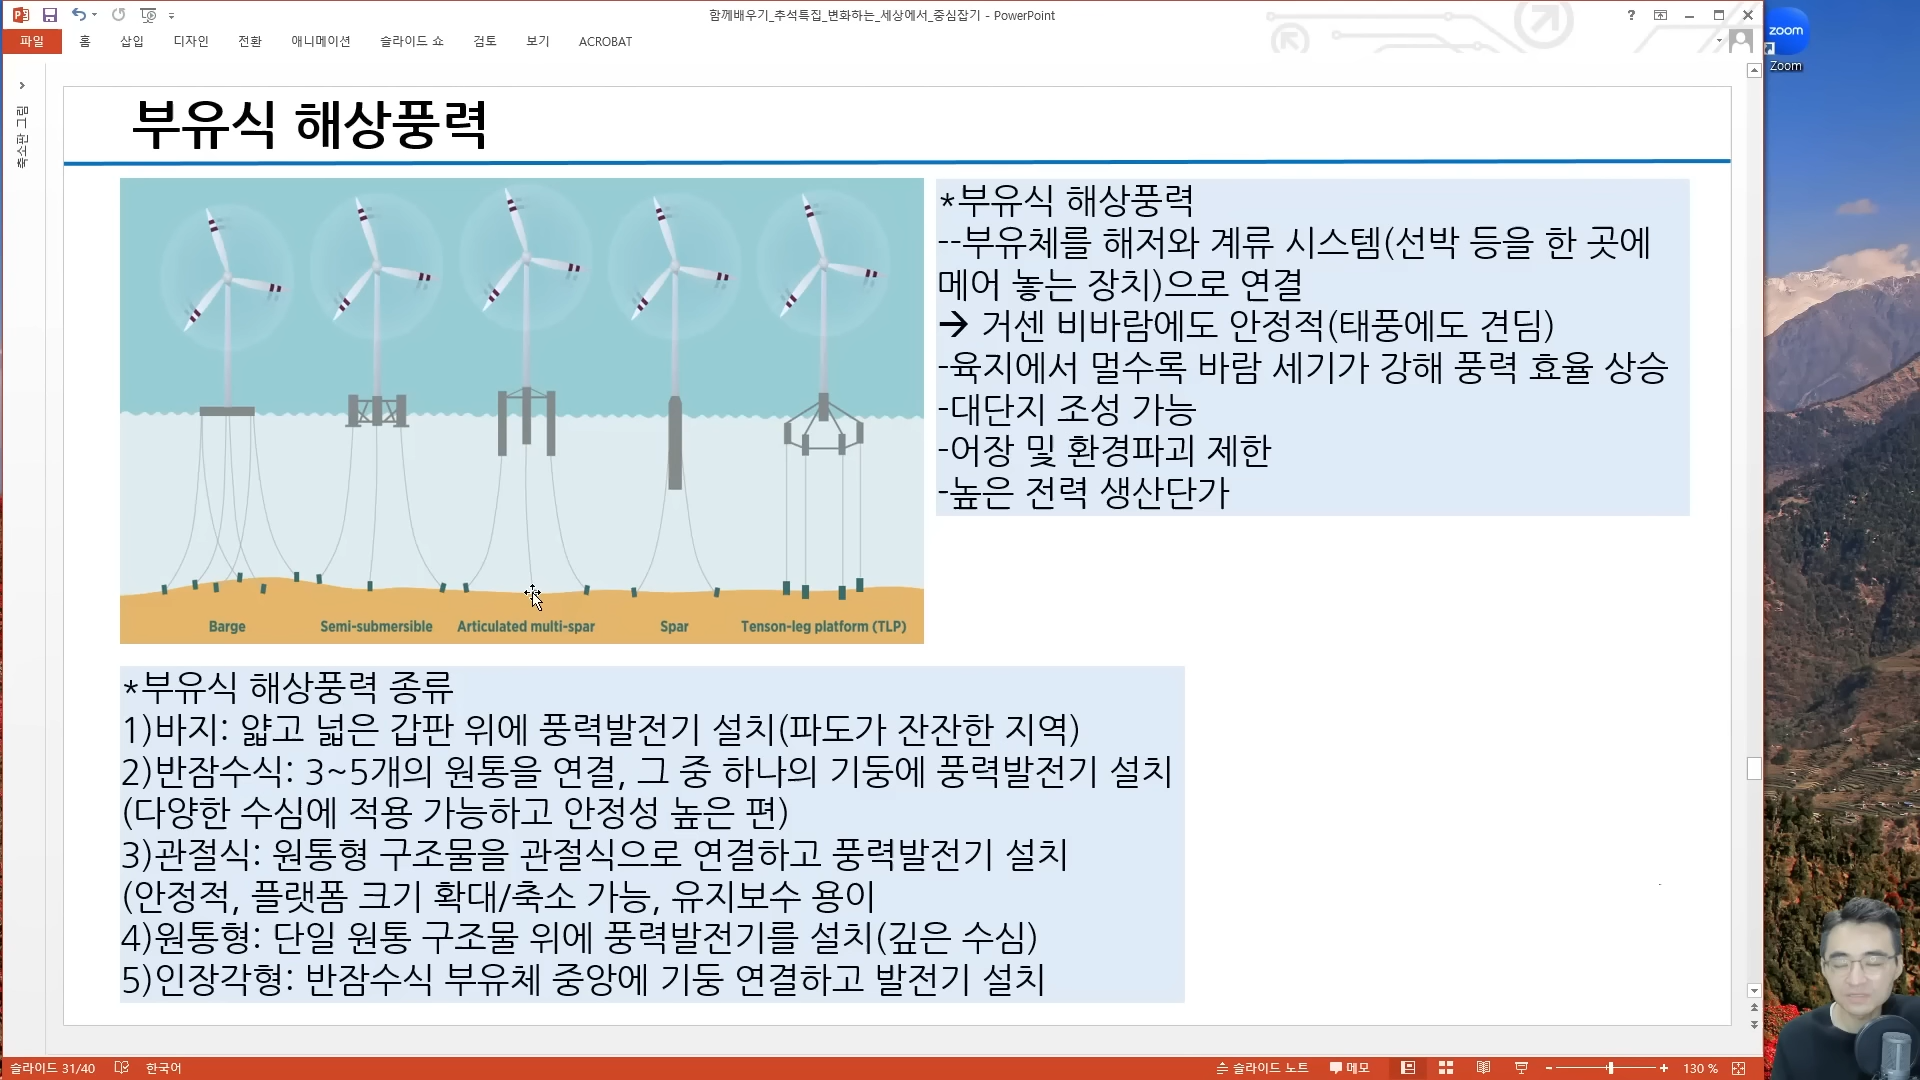 함께배우기_추석특집_변화하는_세상에서_중심잡기 - PowerPoint
파일 홈 삽입 디자인 전환 애니메이션 슬라이드 쇼 검토 보기 ACROBAT
zoom
Zoom
축소판 그림
부유식 해상풍력
Barge
Semi-submersible
Articulated multi-spar
Spar
Tenson-leg platform (TLP)
*부유식 해상풍력
--부유체를 해저와 계류 시스템(선박 등을 한 곳에
메어 놓는 장치)으로 연결
→ 거센 비바람에도 안정적(태풍에도 견딤)
-육지에서 멀수록 바람 세기가 강해 풍력 효율 상승
-대단지 조성 가능
-어장 및 환경파괴 제한
-높은 전력 생산단가
*부유식 해상풍력 종류
1)바지: 얇고 넓은 갑판 위에 풍력발전기 설치(파도가 잔잔한 지역)
2)반잠수식: 3~5개의 원통을 연결, 그 중 하나의 기둥에 풍력발전기 설치
(다양한 수심에 적용 가능하고 안정성 높은 편)
3)관절식: 원통형 구조물을 관절식으로 연결하고 풍력발전기 설치
(안정적, 플랫폼 크기 확대/축소 가능, 유지보수 용이
4)원통형: 단일 원통 구조물 위에 풍력발전기를 설치(깊은 수심)
5)인장각형: 반잠수식 부유체 중앙에 기둥 연결하고 발전기 설치
슬라이드 31/40 한국어 슬라이드 노트 메모 130 %